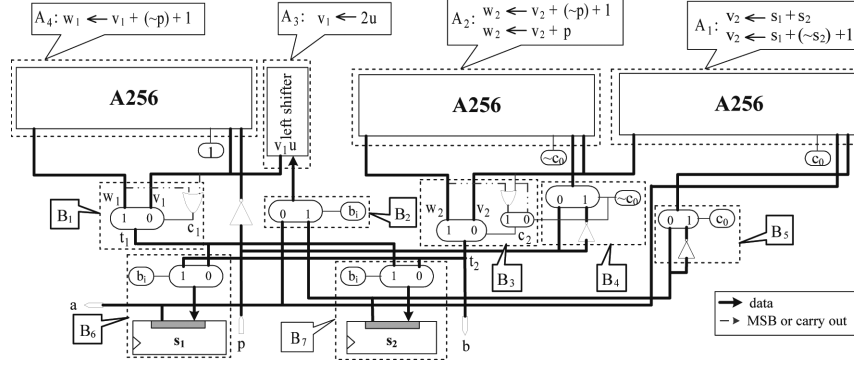 A₄: w₁ ← v₁ + (~p) + 1
A₃: v₁ ← 2u
A₂: w₂ ← v₂ + (~p) + 1
w₂ ← v₂ + p
A₁: v₂ ← s₁ + s₂
v₂ ← s₁ + (~s₂) + 1
A256
left shifter
A256
A256
1
v₁ u
~c₀
c₀
B₁
w₁ v₁
1 0
c₁
t₁
0 1
bᵢ
B₂
w₂ v₂
1 0
1 0
c₂
t₂
B₃
0 1
~c₀
B₄
0 1
c₀
B₅
bᵢ
1 0
bᵢ
1 0
a
B₆
s₁
p
B₇
s₂
b
data
MSB or carry out